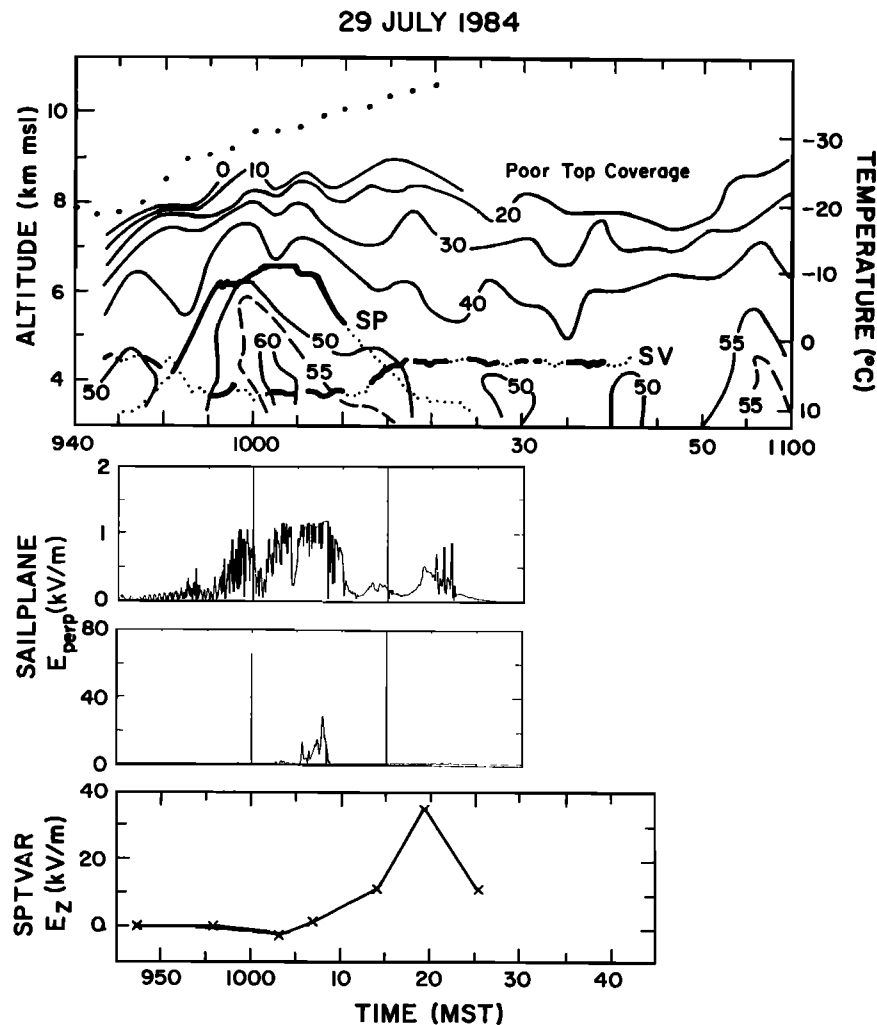 29 JULY 1984
ALTITUDE (km msl)
10
8
6
4
TEMPERATURE (°C)
-30
-20
-10
0
10
0 10
Poor Top Coverage
20
30
40
SP
50
60
55
50
SV
50
50
55
55
940 1000 30 50 1100
SAILPLANE
Eperp (kV/m)
2
1
0
80
40
0
SPTVAR
Ez (kV/m)
40
20
0
950 1000 10 20 30 40
TIME (MST)